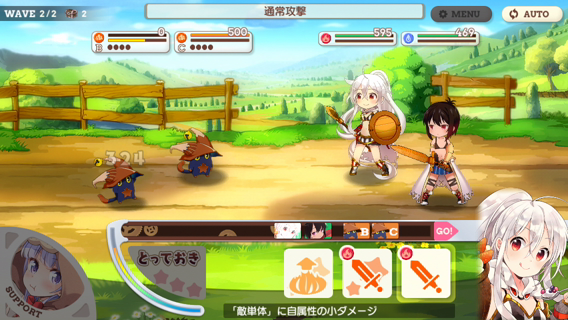 WAVE 2/2 2
通常攻撃
MENU
AUTO
B 0
C 500
595
469
324
B C GO!
とっておき
SUPPORT
「敵単体」に自属性の小ダメージ